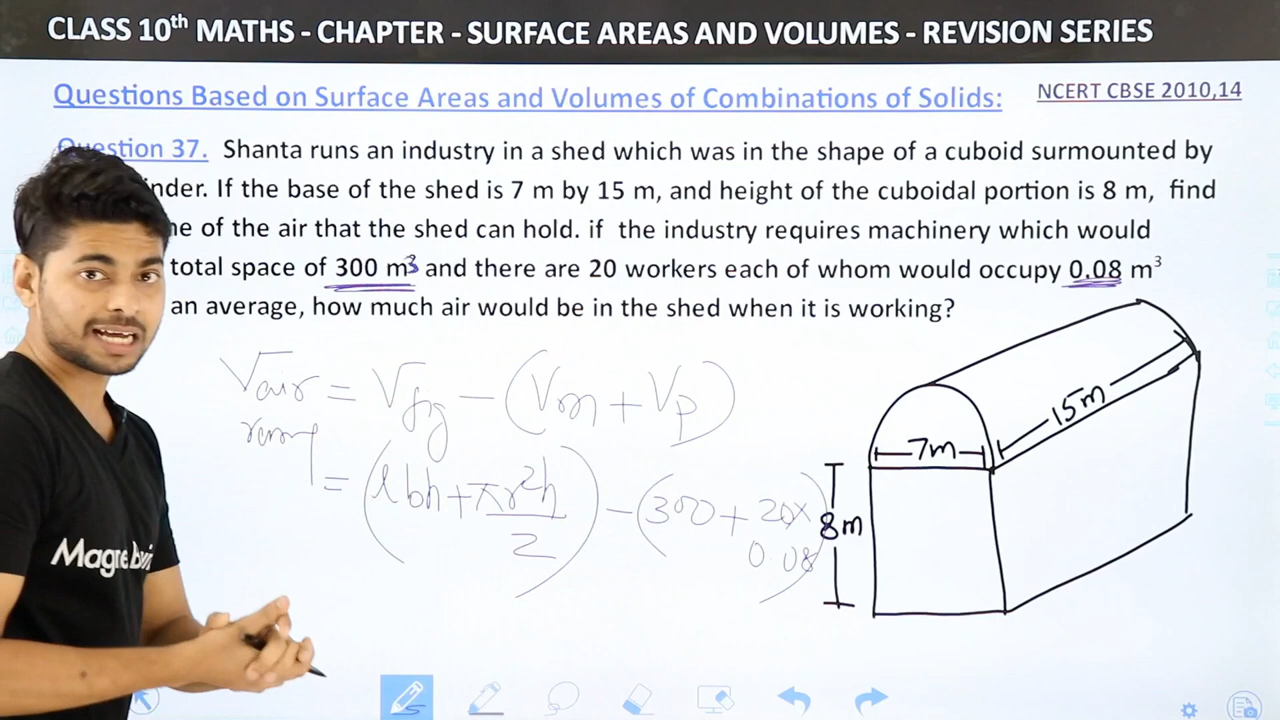 CLASS 10th MATHS - CHAPTER - SURFACE AREAS AND VOLUMES - REVISION SERIES
Questions Based on Surface Areas and Volumes of Combinations of Solids:
NCERT CBSE 2010,14
Question 37. Shanta runs an industry in a shed which was in the shape of a cuboid surmounted by
If the base of the shed is 7 m by 15 m, and height of the cuboidal portion is 8 m, find
of the air that the shed can hold. if the industry requires machinery which would
total space of 300 m³ and there are 20 workers each of whom would occupy 0.08 m³
an average, how much air would be in the shed when it is working?
Vair = Vfig - (Vm + Vp)
= (lbh + πr²h/2) - (300 + 20x
0.08)
7m
15m
8m